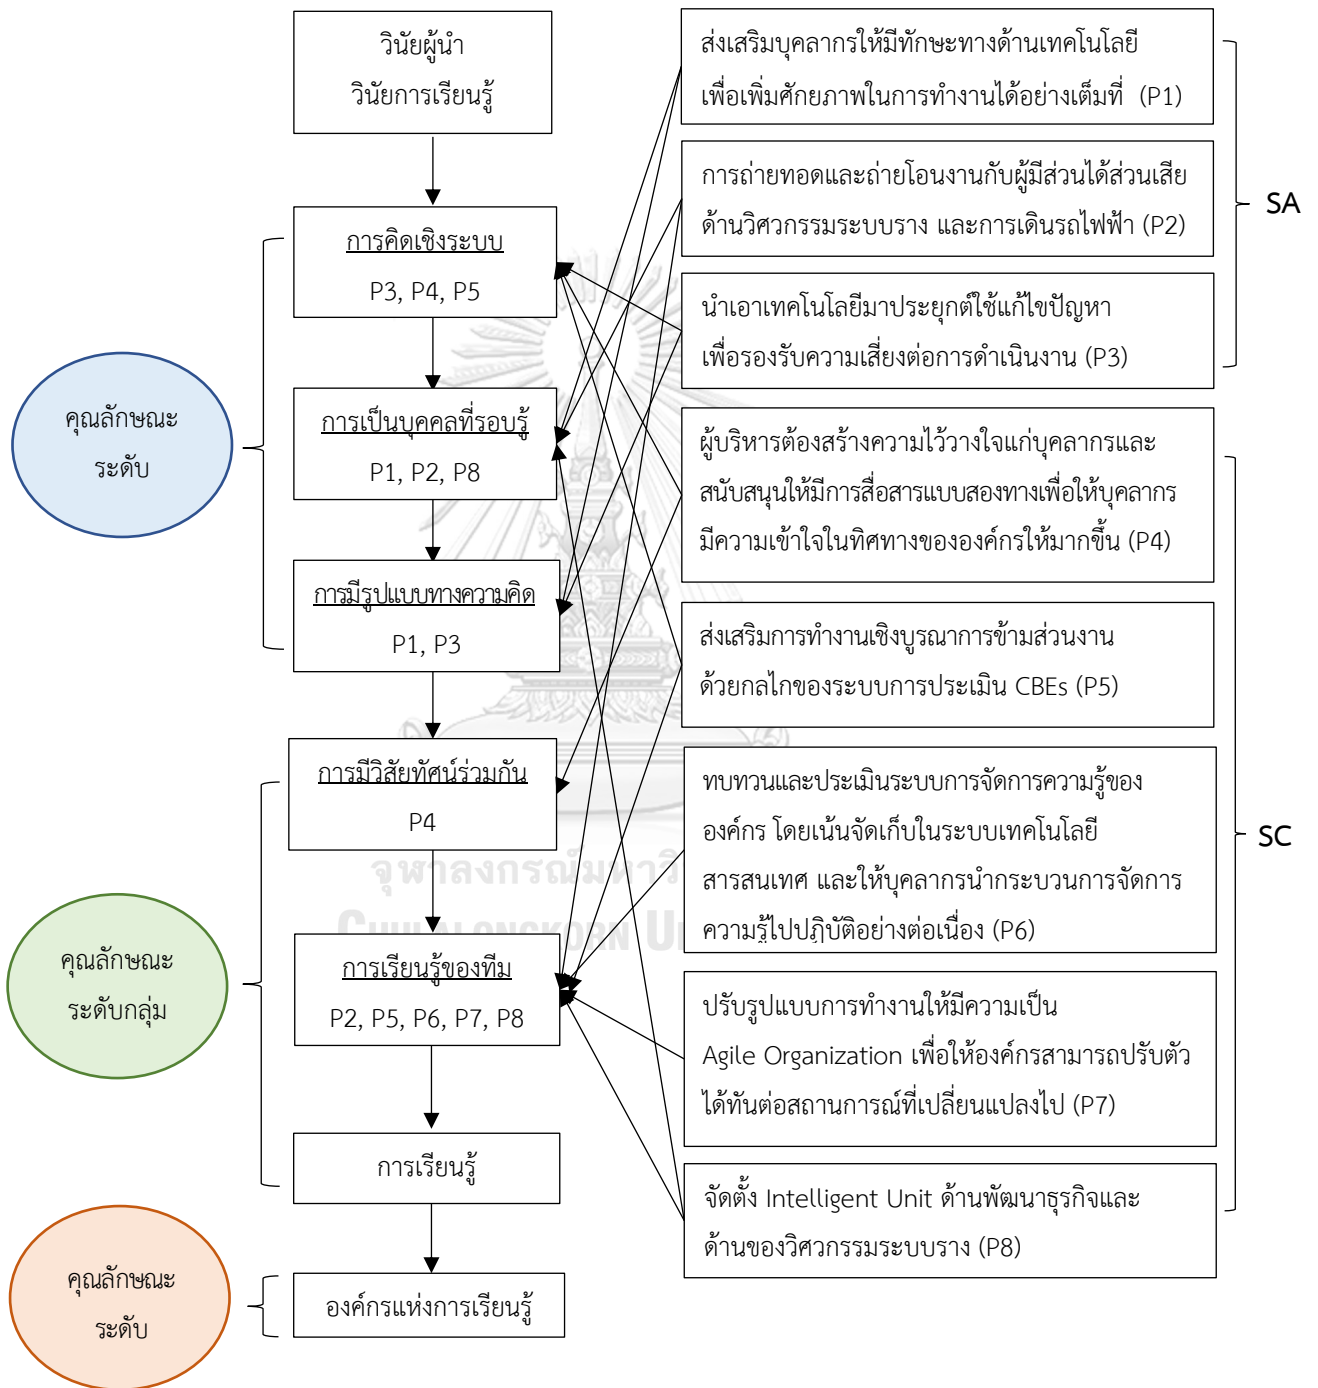 วินัยผู้นำ
วินัยการเรียนรู้
การคิดเชิงระบบ
P3, P4, P5
การเป็นบุคคลที่รอบรู้
P1, P2, P8
การมีรูปแบบทางความคิด
P1, P3
การมีวิสัยทัศน์ร่วมกัน
P4
การเรียนรู้ของทีม
P2, P5, P6, P7, P8
การเรียนรู้
องค์กรแห่งการเรียนรู้
คุณลักษณะ
ระดับ
คุณลักษณะ
ระดับกลุ่ม
คุณลักษณะ
ระดับ
ส่งเสริมบุคลากรให้มีทักษะทางด้านเทคโนโลยี
เพื่อเพิ่มศักยภาพในการทำงานได้อย่างเต็มที่ (P1)
การถ่ายทอดและถ่ายโอนงานกับผู้มีส่วนได้ส่วนเสีย
ด้านวิศวกรรมระบบราง และการเดินรถไฟฟ้า (P2)
นำเอาเทคโนโลยีมาประยุกต์ใช้แก้ไขปัญหา
เพื่อรองรับความเสี่ยงต่อการดำเนินงาน (P3)
SA
ผู้บริหารต้องสร้างความไว้วางใจแก่บุคลากรและ
สนับสนุนให้มีการสื่อสารแบบสองทางเพื่อให้บุคลากร
มีความเข้าใจในทิศทางขององค์กรให้มากขึ้น (P4)
ส่งเสริมการทำงานเชิงบูรณาการข้ามส่วนงาน
ด้วยกลไกของระบบการประเมิน CBEs (P5)
ทบทวนและประเมินระบบการจัดการความรู้ของ
องค์กร โดยเน้นจัดเก็บในระบบเทคโนโลยี
สารสนเทศ และให้บุคลากรนำกระบวนการจัดการ
ความรู้ไปปฏิบัติอย่างต่อเนื่อง (P6)
ปรับรูปแบบการทำงานให้มีความเป็น
Agile Organization เพื่อให้องค์กรสามารถปรับตัว
ได้ทันต่อสถานการณ์ที่เปลี่ยนแปลงไป (P7)
จัดตั้ง Intelligent Unit ด้านพัฒนาธุรกิจและ
ด้านของวิศวกรรมระบบราง (P8)
SC